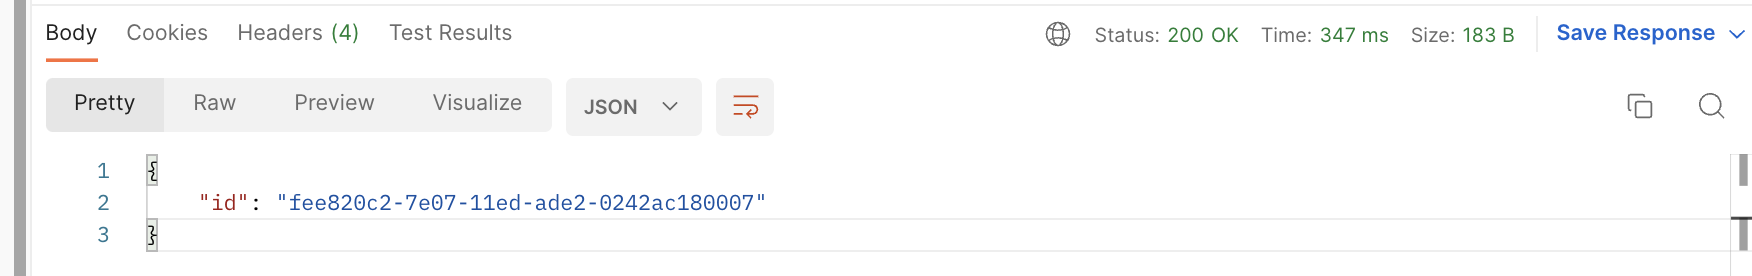 Body Cookies Headers (4) Test Results Status: 200 OK Time: 347 ms Size: 183 B Save Response
Pretty Raw Preview Visualize JSON
1 {
2 "id": "fee820c2-7e07-11ed-ade2-0242ac180007"
3 }